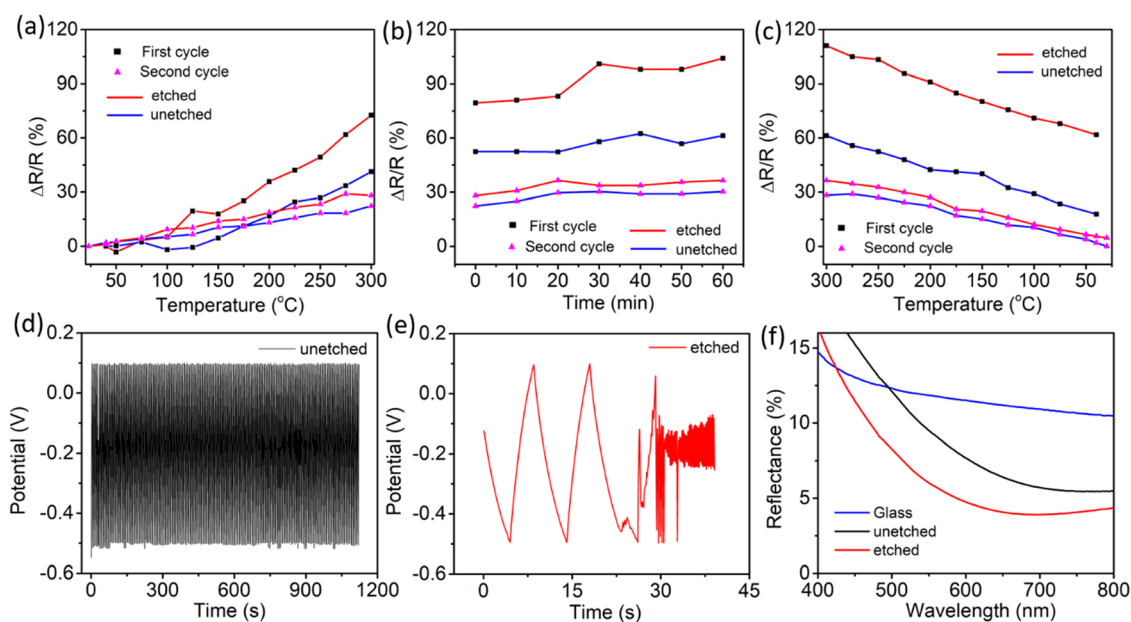 (a)
120
90
60
30
0
ΔR/R (%)
First cycle
Second cycle
etched
unetched
50 100 150 200 250 300
Temperature (°C)
(b)
120
90
60
30
0
ΔR/R (%)
First cycle
Second cycle
etched
unetched
0 10 20 30 40 50 60
Time (min)
(c)
120
90
60
30
0
ΔR/R (%)
etched
unetched
First cycle
Second cycle
300 250 200 150 100 50
Temperature (°C)
(d)
0.2
0.0
-0.2
-0.4
-0.6
Potential (V)
unetched
0 300 600 900 1200
Time (s)
(e)
0.2
0.0
-0.2
-0.4
-0.6
Potential (V)
etched
0 15 30 45
Time (s)
(f)
15
10
5
0
Reflectance (%)
Glass
unetched
etched
400 500 600 700 800
Wavelength (nm)